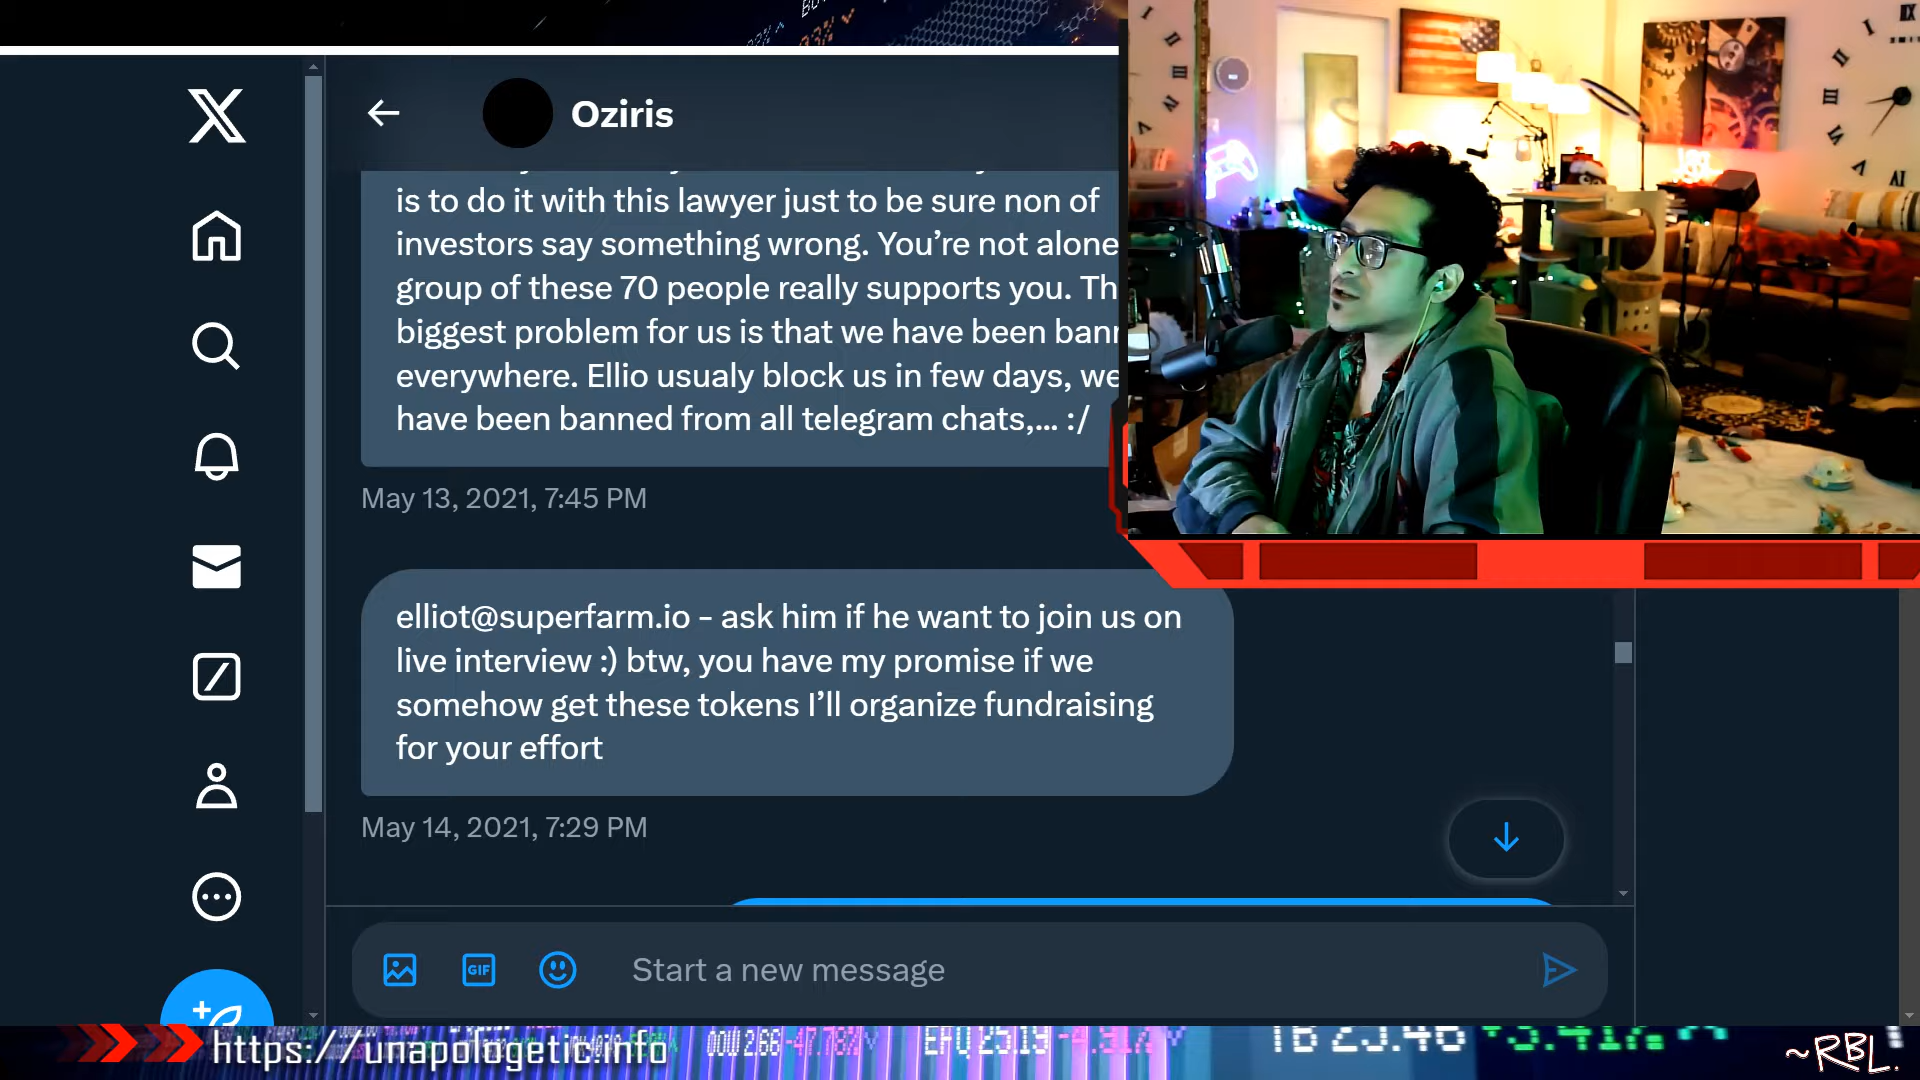 Oziris
is to do it with this lawyer just to be sure non of
investors say something wrong. You're not alone
group of these 70 people really supports you. Th
biggest problem for us is that we have been bann
everywhere. Ellio usualy block us in few days, we
have been banned from all telegram chats,... :/
May 13, 2021, 7:45 PM
elliot@superfarm.io - ask him if he want to join us on
live interview :) btw, you have my promise if we
somehow get these tokens I'll organize fundraising
for your effort
May 14, 2021, 7:29 PM
GIF
Start a new message
https://unapologetic.info
~RBL.